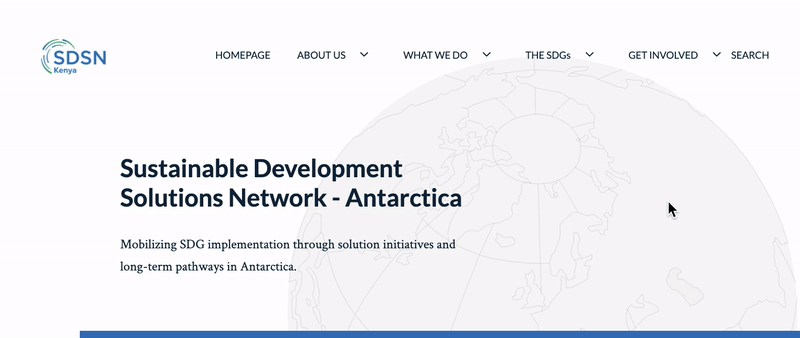 SDSN
Kenya
HOMEPAGE ABOUT US WHAT WE DO THE SDGs GET INVOLVED SEARCH
Sustainable Development
Solutions Network - Antarctica
Mobilizing SDG implementation through solution initiatives and
long-term pathways in Antarctica.